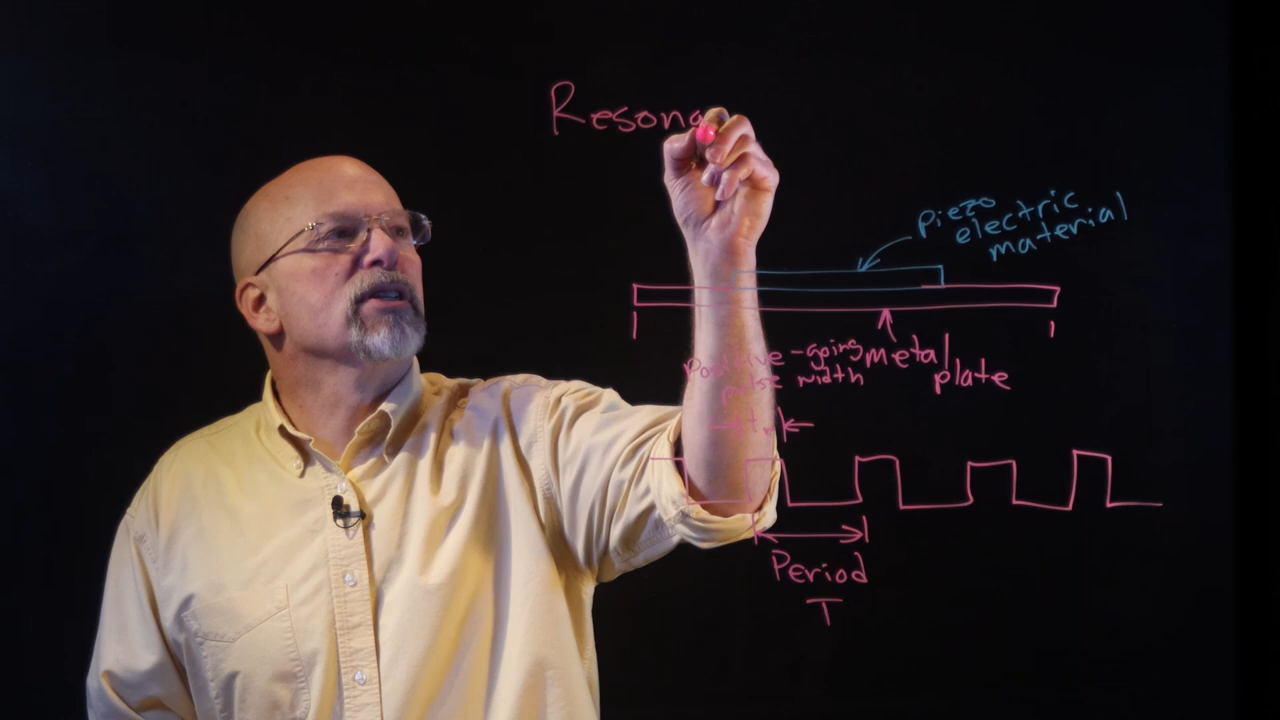 Resona
piezo
electric
material
Positive-going
pulse width
metal
plate
Period
T